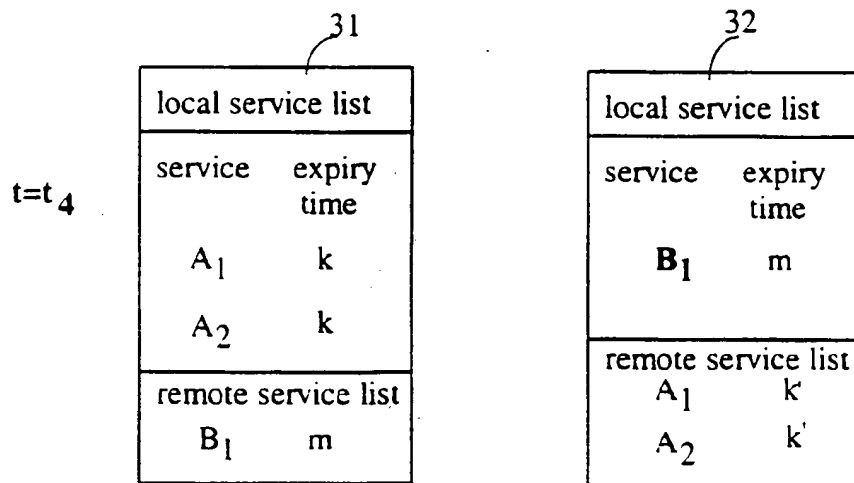 31
local service list
t=t4
service expiry time
A1 k
A2 k
remote service list
B1 m
32
local service list
service expiry time
B1 m
remote service list
A1 k'
A2 k'